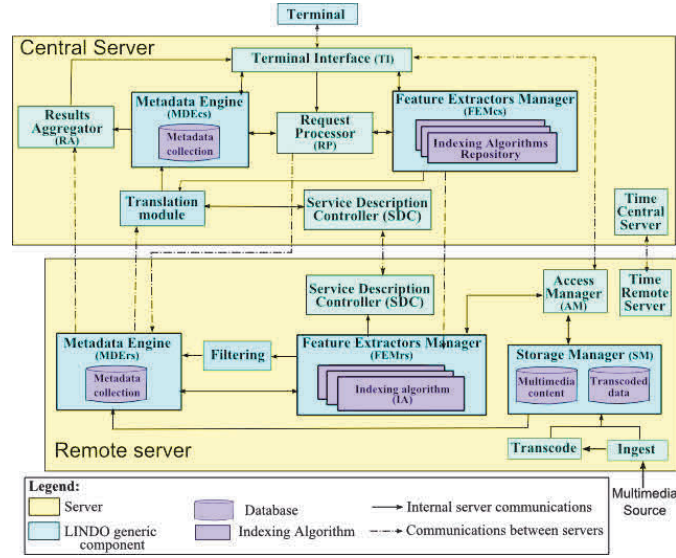 Terminal
Central Server
Terminal Interface (TI)
Results
Aggregator
(RA)
Metadata Engine
(MDEcs)
Metadata
collection
Request
Processor
(RP)
Feature Extractors Manager
(FEMcs)
Indexing Algorithms
Repository
Translation
module
Service Description
Controller (SDC)
Time
Central
Server
Service Description
Controller (SDC)
Access
Manager
(AM)
Time
Remote
Server
Metadata Engine
(MDErs)
Metadata
collection
Filtering
Feature Extractors Manager
(FEMrs)
Indexing algorithm
(IA)
Storage Manager (SM)
Multimedia
content
Transcoded
data
Remote server
Transcode
Ingest
Multimedia
Source
Legend:
Server
LINDO generic
component
Database
Indexing Algorithm
Internal server communications
Communications between servers